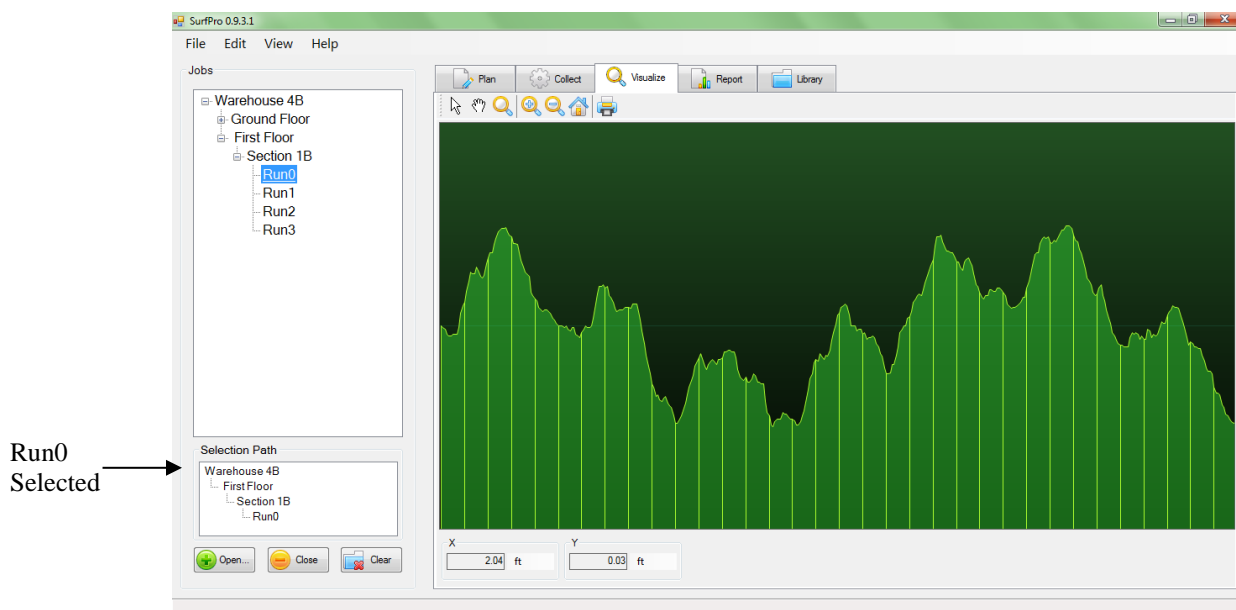 SurfPro 0.9.3.1
File Edit View Help
Jobs
Warehouse 4B
Ground Floor
First Floor
Section 1B
Run0
Run1
Run2
Run3
Plan Collect Visualize Report Library
Run0
Selected
Selection Path
Warehouse 4B
First Floor
Section 1B
Run0
Open... Close Clear
X Y
2.04 ft 0.03 ft